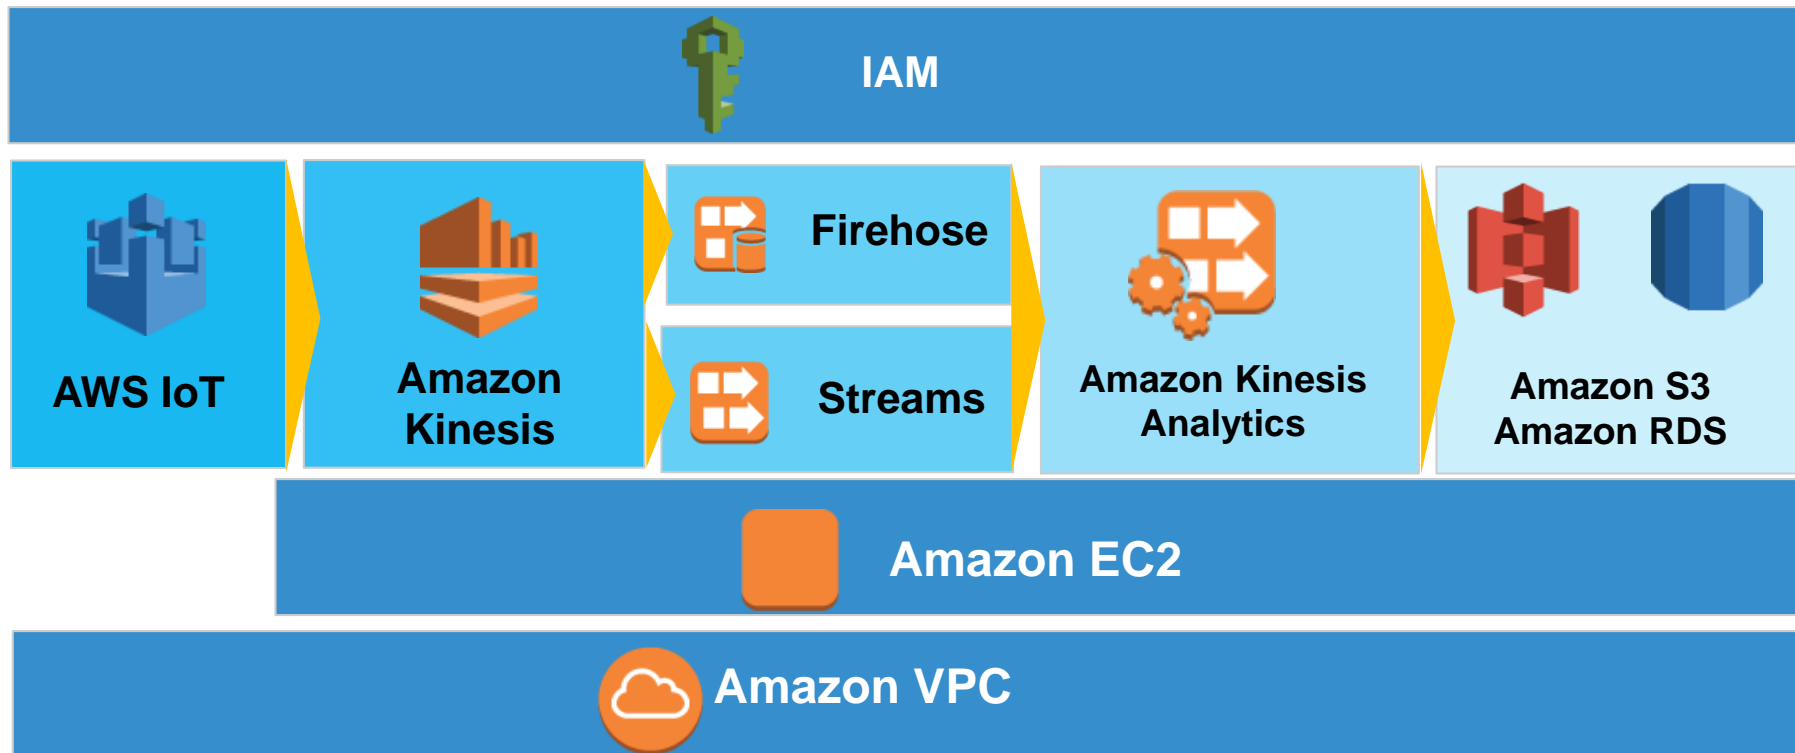 IAM
AWS IoT
Amazon
Kinesis
Firehose
Streams
Amazon Kinesis
Analytics
Amazon S3
Amazon RDS
Amazon EC2
Amazon VPC